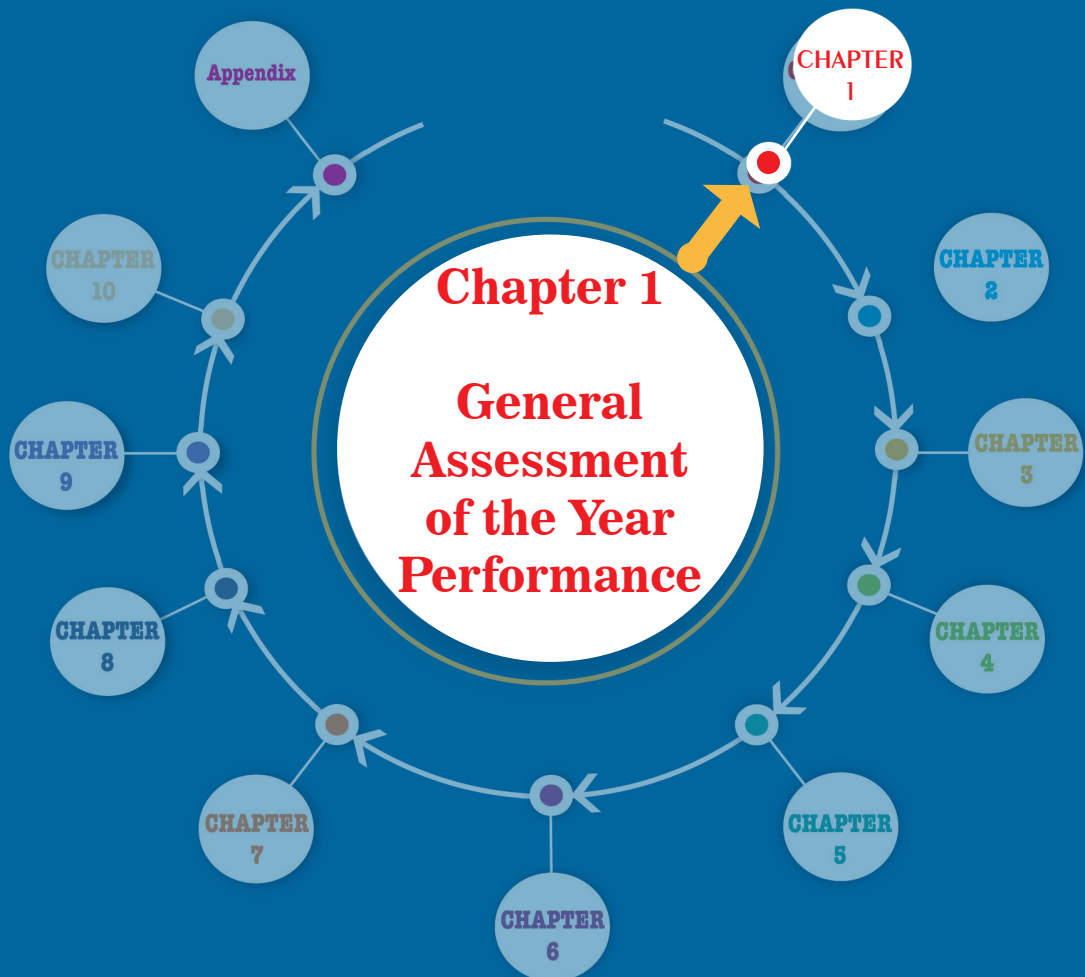 Chapter 1
General
Assessment
of the Year
Performance
CHAPTER
1
CHAPTER
2
CHAPTER
3
CHAPTER
4
CHAPTER
5
CHAPTER
6
CHAPTER
7
CHAPTER
8
CHAPTER
9
CHAPTER
10
Appendix